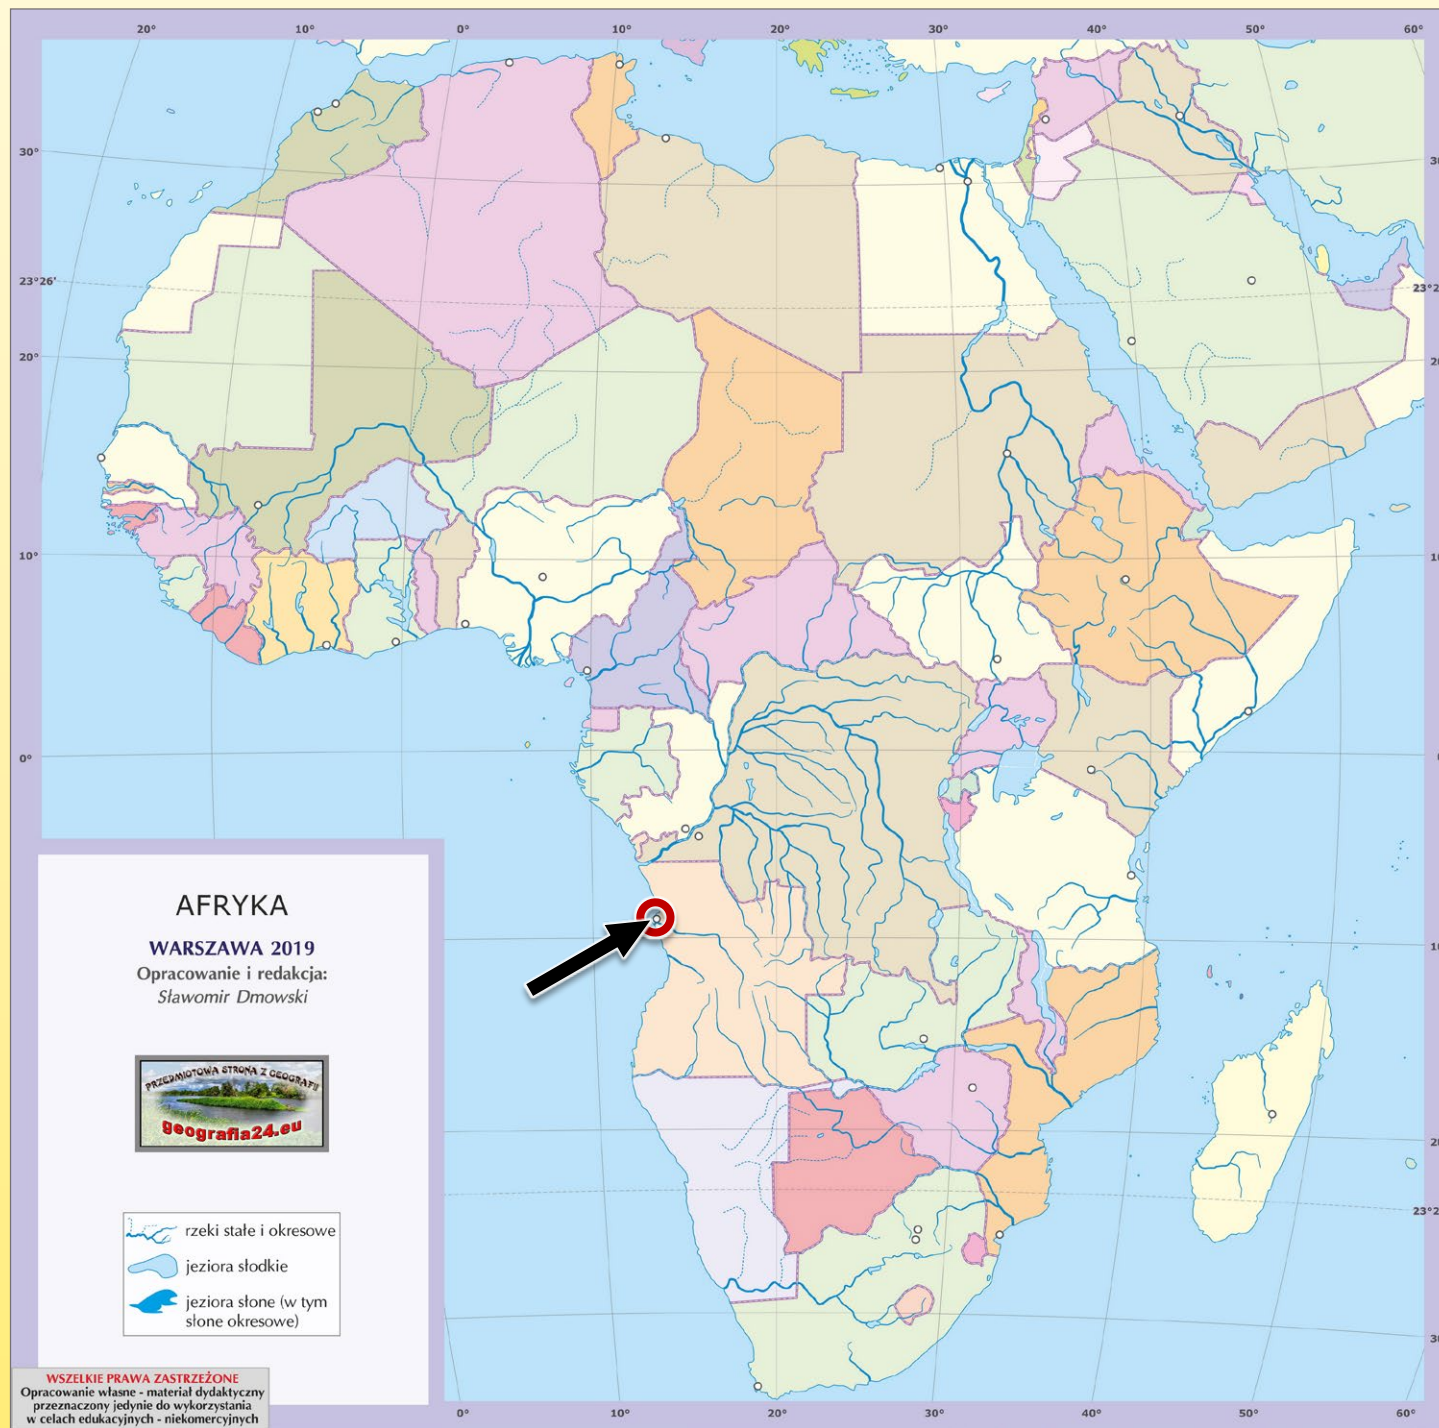 20° 10° 0° 10° 20° 30° 40° 50° 60°
30°
23°26'
20°
10°
0°
AFRYKA
WARSZAWA 2019
Opracowanie i redakcja:
Sławomir Dmowski
PRZEDMIOTOWA STRONA Z GEOGRAFII
geografia24.eu
rzeki stałe i okresowe
jeziora słodkie
jeziora słone (w tym
słone okresowe)
WSZELKIE PRAWA ZASTRZEŻONE
Opracowanie własne - materiał dydaktyczny
przeznaczony jedynie do wykorzystania
w celach edukacyjnych - niekomercyjnych
0° 10° 20° 30° 40° 50° 60°